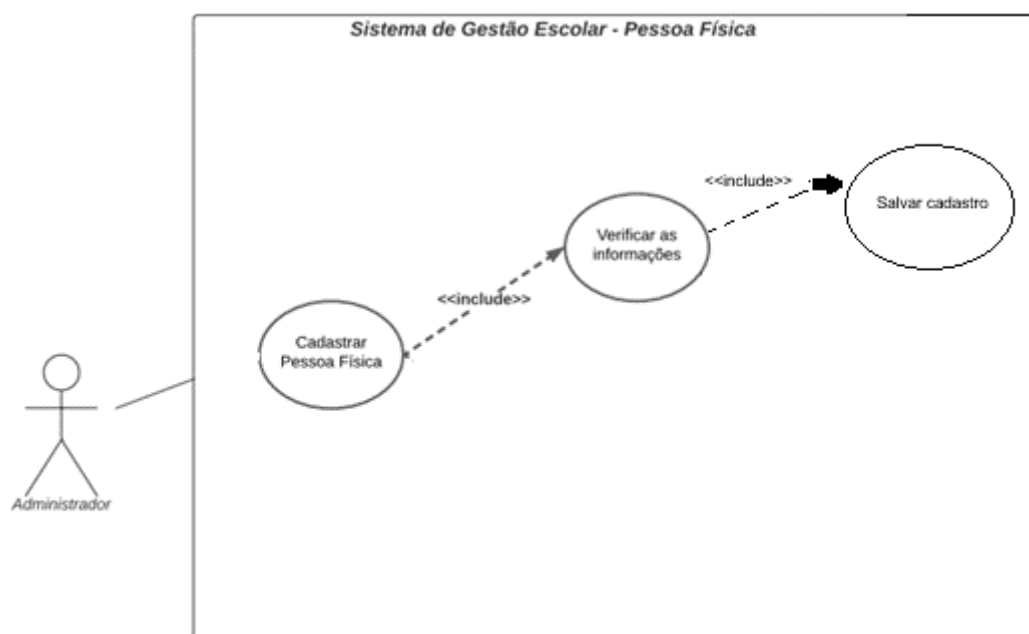 Sistema de Gestão Escolar - Pessoa Física
<<include>>
Salvar cadastro
Verificar as
informações
<<include>>
Cadastrar
Pessoa Física
Administrador